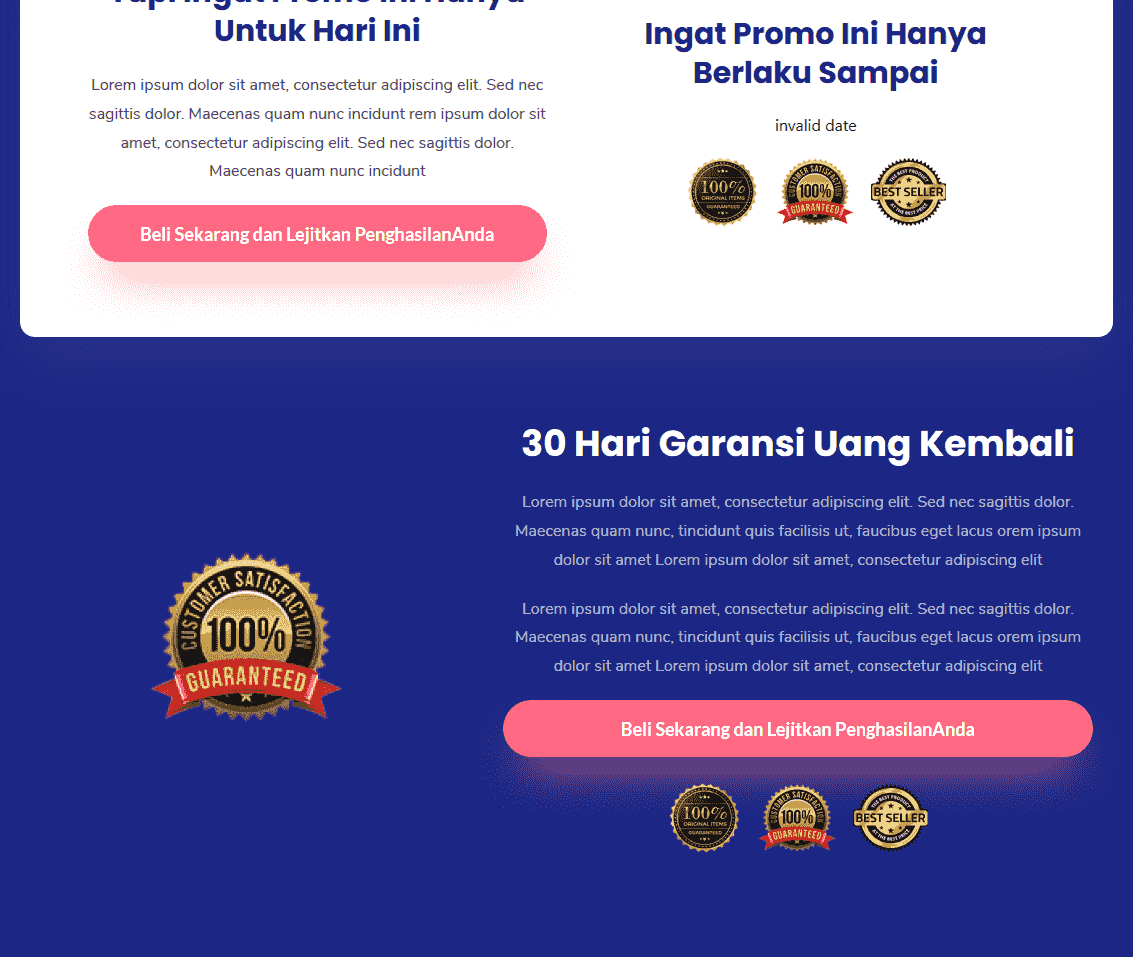 Tapi Ingat Promo Ini Hanya
Untuk Hari Ini
Lorem ipsum dolor sit amet, consectetur adipiscing elit. Sed nec
sagittis dolor. Maecenas quam nunc incidunt rem ipsum dolor sit
amet, consectetur adipiscing elit. Sed nec sagittis dolor.
Maecenas quam nunc incidunt
Beli Sekarang dan Lejitkan PenghasilanAnda
Ingat Promo Ini Hanya
Berlaku Sampai
invalid date
100%
ORIGINAL ITEMS
GUARANTEED
CUSTOMER SATISFACTION
100%
GUARANTEED
THE BEST PRODUCT
BEST SELLER
AT THE BEST PRICE
30 Hari Garansi Uang Kembali
Lorem ipsum dolor sit amet, consectetur adipiscing elit. Sed nec sagittis dolor.
Maecenas quam nunc, tincidunt quis facilisis ut, faucibus eget lacus orem ipsum
dolor sit amet Lorem ipsum dolor sit amet, consectetur adipiscing elit
Lorem ipsum dolor sit amet, consectetur adipiscing elit. Sed nec sagittis dolor.
Maecenas quam nunc, tincidunt quis facilisis ut, faucibus eget lacus orem ipsum
dolor sit amet Lorem ipsum dolor sit amet, consectetur adipiscing elit
CUSTOMER SATISFACTION
100%
GUARANTEED
Beli Sekarang dan Lejitkan PenghasilanAnda
100%
ORIGINAL ITEMS
GUARANTEED
CUSTOMER SATISFACTION
100%
GUARANTEED
THE BEST PRODUCT
BEST SELLER
AT THE BEST PRICE